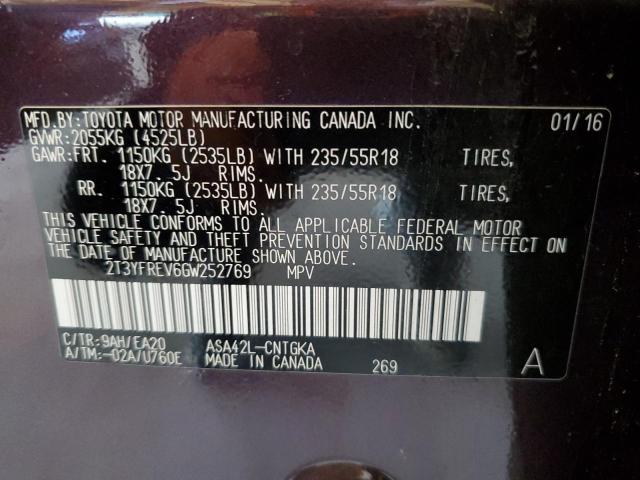 MFD.BY:TOYOTA MOTOR MANUFACTURING CANADA INC. 01/16
GVWR:2055KG (4525LB)
GAWR:FRT. 1150KG (2535LB) WITH 235/55R18 TIRES,
18X7.5J RIMS.
RR. 1150KG (2535LB) WITH 235/55R18 TIRES,
18X7.5J RIMS.
THIS VEHICLE CONFORMS TO ALL APPLICABLE FEDERAL MOTOR
VEHICLE SAFETY AND THEFT PREVENTION STANDARDS IN EFFECT ON
THE DATE OF MANUFACTURE SHOWN ABOVE.
2T3YFREV6GW252769 MPV
C/TR:9AH/EA20 ASA42L-CNTGKA
A/TM:-02A/U760E MADE IN CANADA 269 A